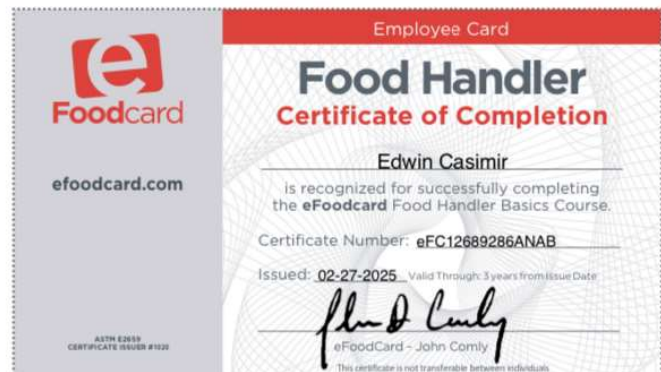 e
Foodcard
efoodcard.com
ASTM E2659
CERTIFICATE ISSUER #1020
Employee Card
Food Handler
Certificate of Completion
Edwin Casimir
is recognized for successfully completing
the eFoodcard Food Handler Basics Course.
Certificate Number: eFC12689286ANAB
Issued: 02-27-2025 Valid Through: 3 years from Issue Date
eFoodCard – John Comly
This certificate is not transferable between individuals